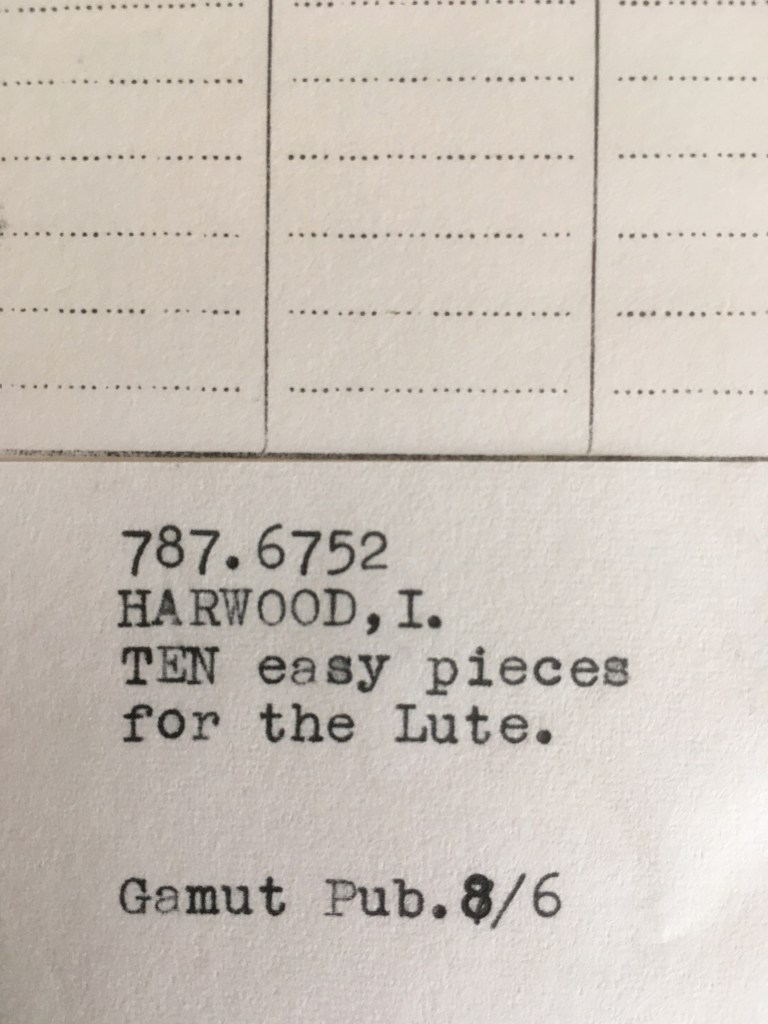 787.6752
HARWOOD,I.
TEN easy pieces
for the Lute.
Gamut Pub.8/6